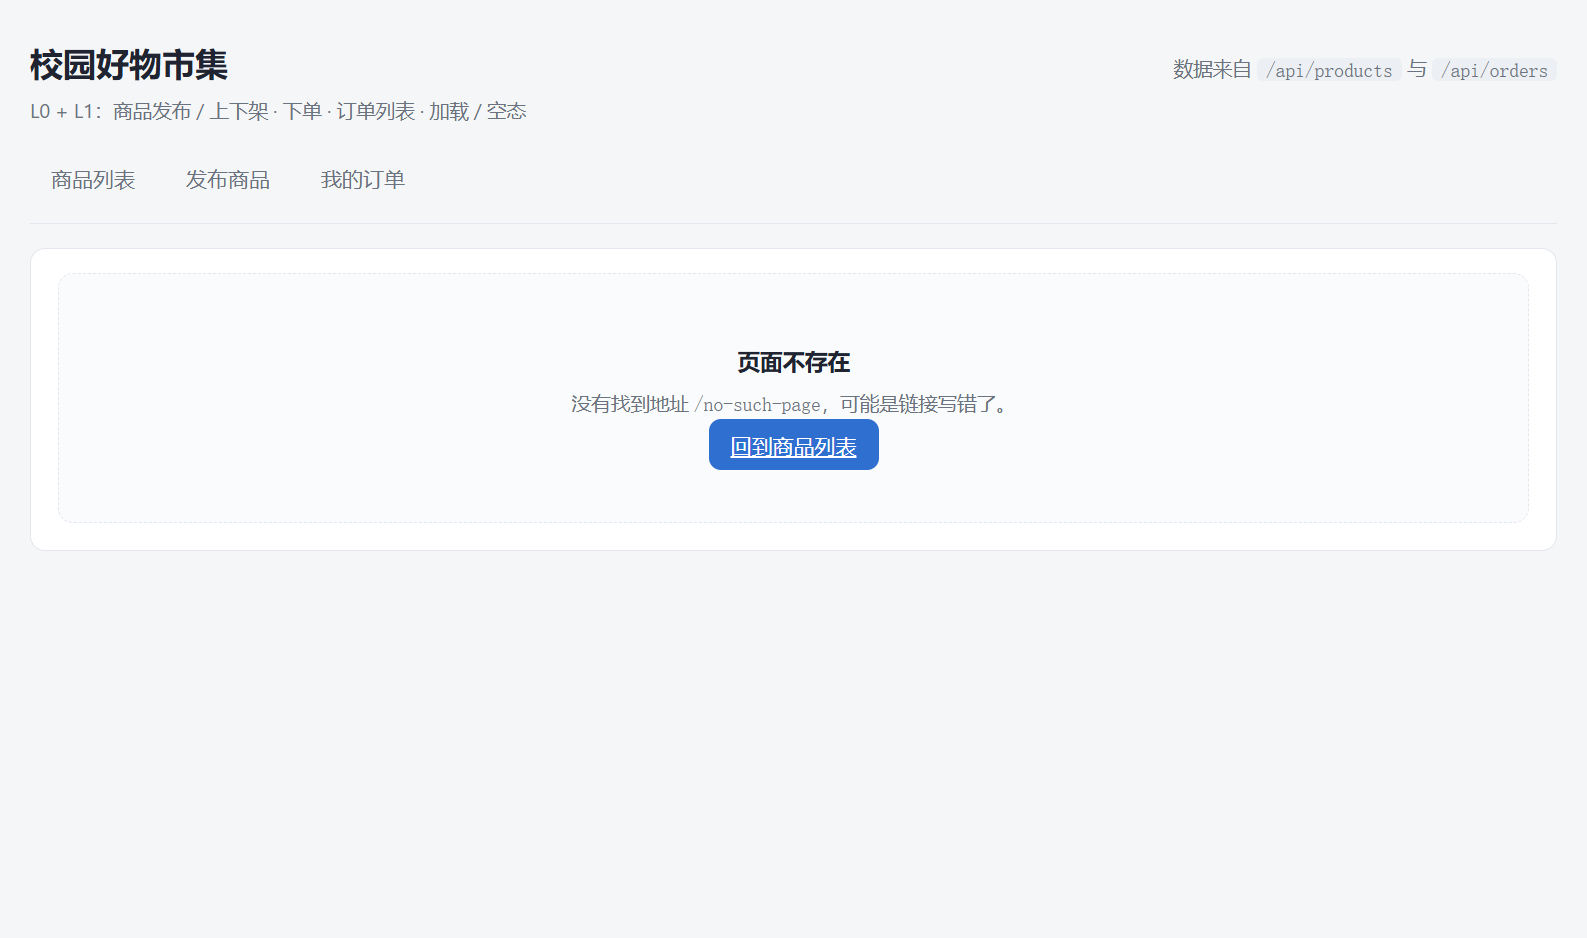 校园好物市集
数据来自 /api/products 与 /api/orders
L0 + L1：商品发布 / 上下架 · 下单 · 订单列表 · 加载 / 空态
商品列表 发布商品 我的订单
页面不存在
没有找到地址 /no-such-page，可能是链接写错了。
回到商品列表